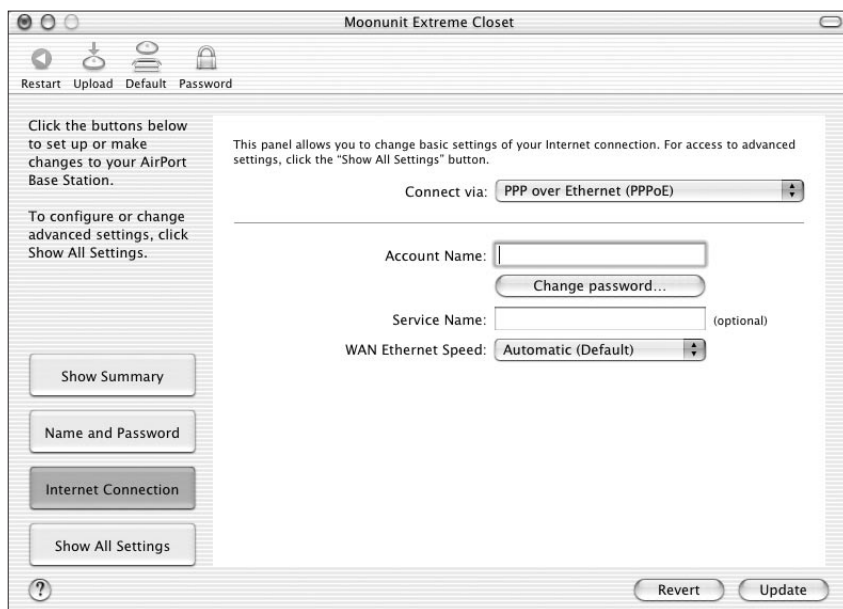 Moonunit Extreme Closet
Restart Upload Default Password
Click the buttons below
to set up or make
changes to your AirPort
Base Station.
To configure or change
advanced settings, click
Show All Settings.
Show Summary
Name and Password
Internet Connection
Show All Settings
?
This panel allows you to change basic settings of your Internet connection. For access to advanced
settings, click the “Show All Settings” button.
Connect via: PPP over Ethernet (PPPoE)
Account Name:
Change password...
Service Name: (optional)
WAN Ethernet Speed: Automatic (Default)
Revert Update